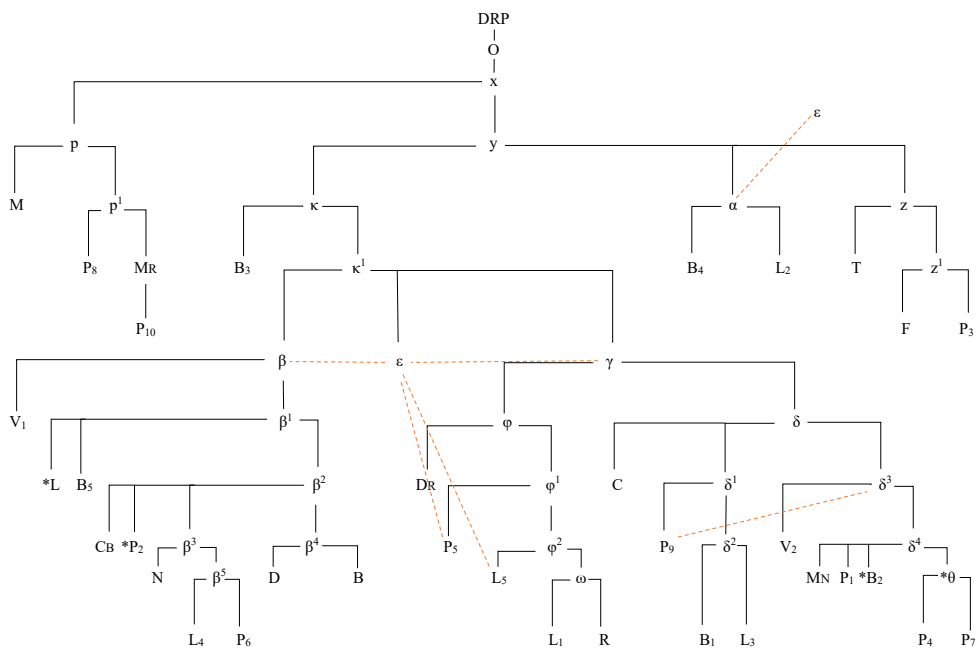 DRP
O
x
ε
p y
M p¹ κ α z
P₈ MR B₃ κ¹ B₄ L₂ T z¹
P₁₀ F P₃
β ε γ
V₁ β¹ φ δ
*L B₅ β² DR φ¹ C δ¹ δ³
CB *P₂ β³ β⁴ P₅ φ² P₉ δ² V₂ δ⁴
N β⁵ D B L₅ ω MN P₁ *B₂ *θ
L₄ P₆ L₁ R B₁ L₃ P₄ P₇